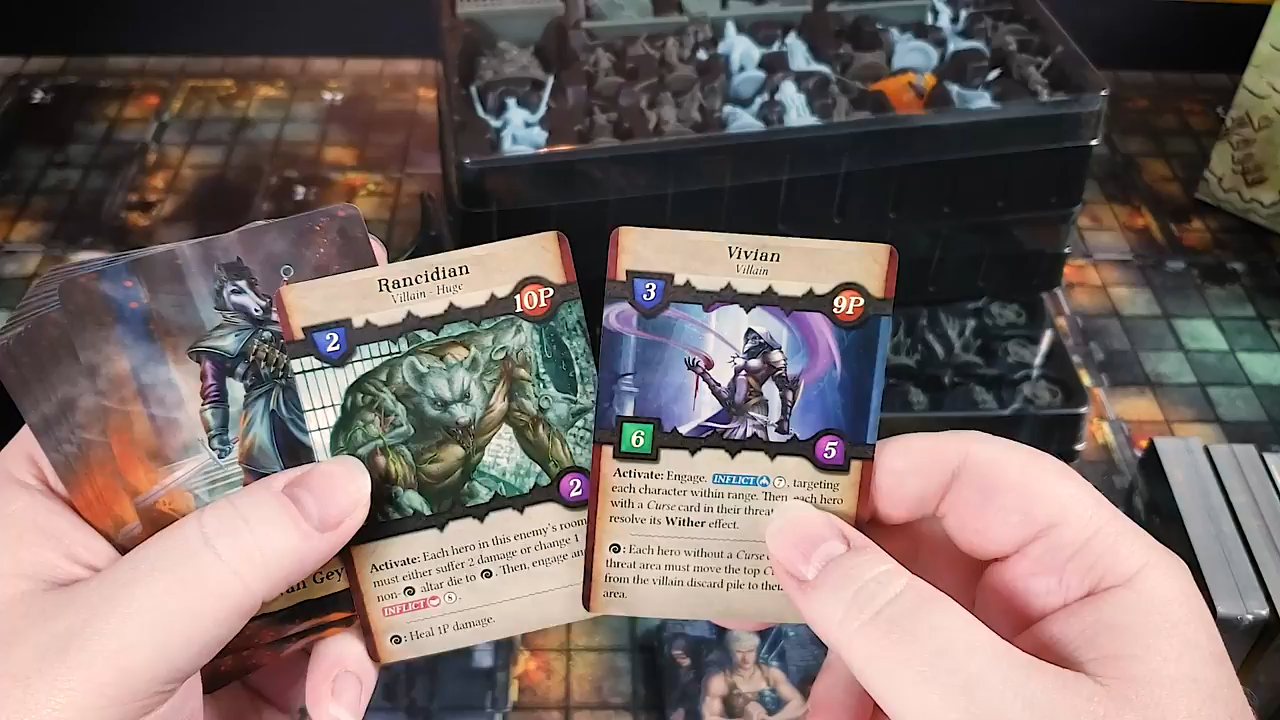 Rancidian
Villain - Huge
10P
2
2
Activate: Each hero in this enemy's room
must either suffer 2 damage or change 1
non- altar die to . Then, engage an
INFLICT 8.
: Heal 1P damage.
Vivian
Villain
3
9P
6
5
Activate: Engage. INFLICT 7, targeting
each character within range. Then each hero
with a Curse card in their threat
resolve its Wither effect.
: Each hero without a Curse
threat area must move the top
from the villain discard pile to
area.
Gey